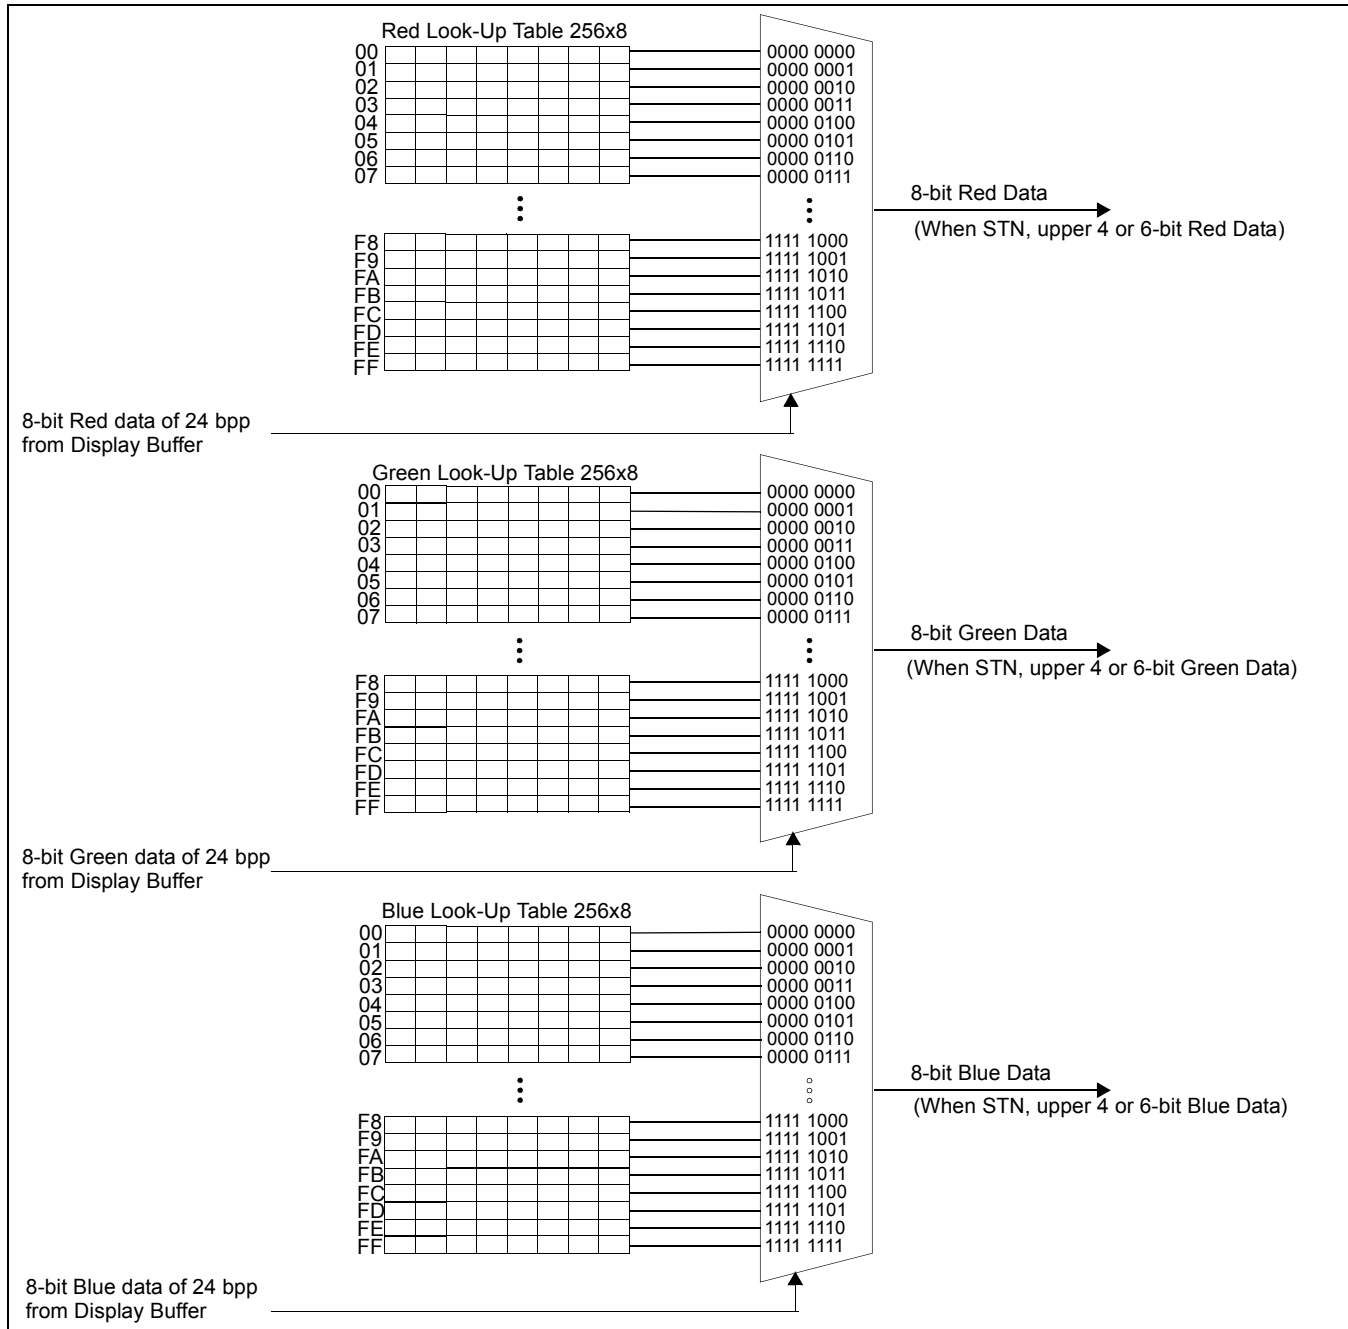 Red Look-Up Table 256x8
00 0000 0000
01 0000 0001
02 0000 0010
03 0000 0011
04 0000 0100
05 0000 0101
06 0000 0110
07 0000 0111
8-bit Red Data
(When STN, upper 4 or 6-bit Red Data)
F8 1111 1000
F9 1111 1001
FA 1111 1010
FB 1111 1011
FC 1111 1100
FD 1111 1101
FE 1111 1110
FF 1111 1111
8-bit Red data of 24 bpp
from Display Buffer
Green Look-Up Table 256x8
00 0000 0000
01 0000 0001
02 0000 0010
03 0000 0011
04 0000 0100
05 0000 0101
06 0000 0110
07 0000 0111
8-bit Green Data
(When STN, upper 4 or 6-bit Green Data)
F8 1111 1000
F9 1111 1001
FA 1111 1010
FB 1111 1011
FC 1111 1100
FD 1111 1101
FE 1111 1110
FF 1111 1111
8-bit Green data of 24 bpp
from Display Buffer
Blue Look-Up Table 256x8
00 0000 0000
01 0000 0001
02 0000 0010
03 0000 0011
04 0000 0100
05 0000 0101
06 0000 0110
07 0000 0111
8-bit Blue Data
(When STN, upper 4 or 6-bit Blue Data)
F8 1111 1000
F9 1111 1001
FA 1111 1010
FB 1111 1011
FC 1111 1100
FD 1111 1101
FE 1111 1110
FF 1111 1111
8-bit Blue data of 24 bpp
from Display Buffer